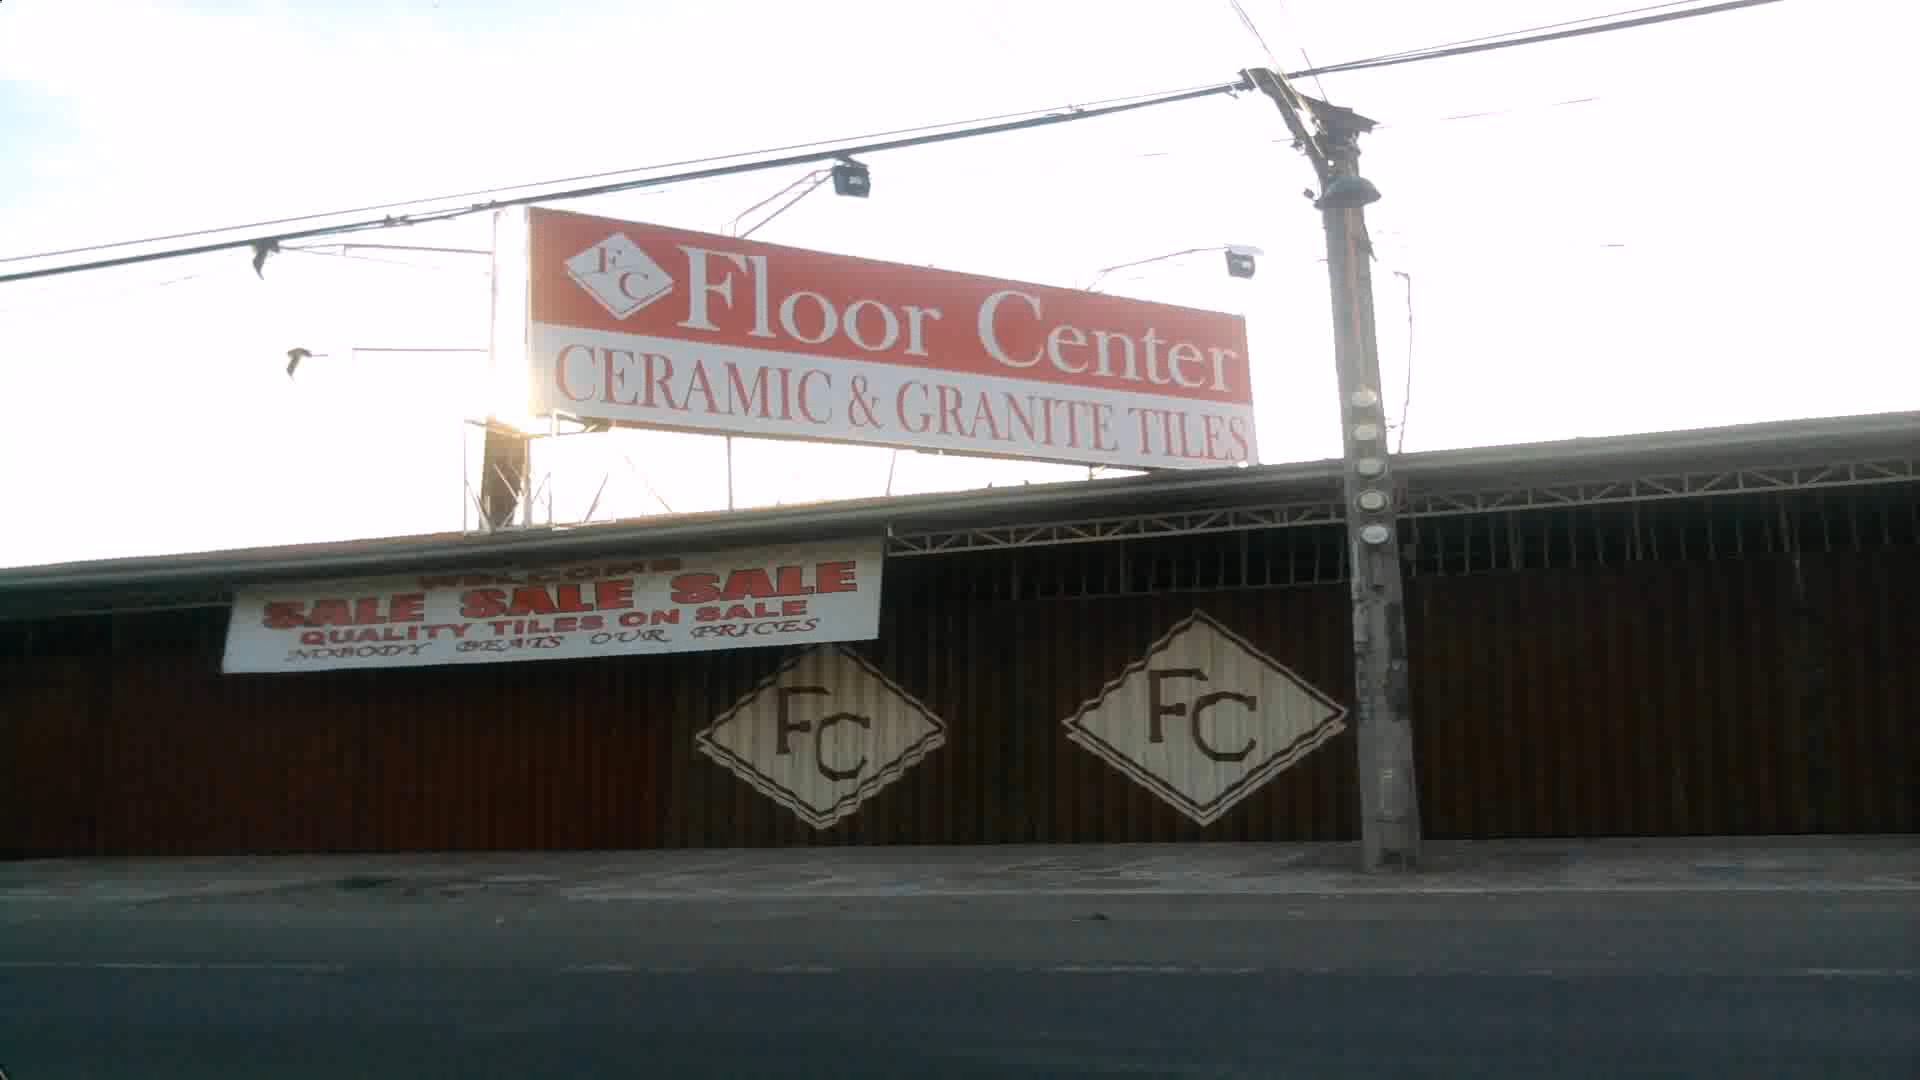 FC
Floor Center
CERAMIC & GRANITE TILES
WELCOME
SALE SALE SALE
QUALITY TILES ON SALE
NOBODY BEATS OUR PRICES
FC
FC